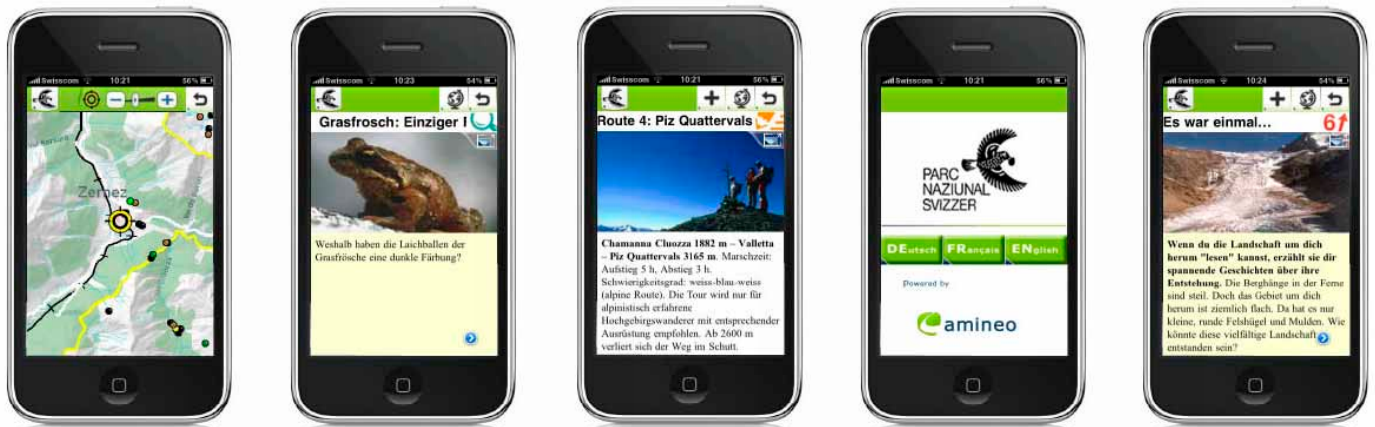 Swisscom 10:21 56%
Zernez
Swisscom 10:23 54%
Grasfrosch: Einziger
Weshalb haben die Laichballen der
Grasfrösche eine dunkle Färbung?
Swisscom 10:21 56%
Route 4: Piz Quattervals
Chamanna Cluozza 1882 m – Valletta
– Piz Quattervals 3165 m. Marschzeit:
Aufstieg 5 h, Abstieg 3 h.
Schwierigkeitsgrad: weiss-blau-weiss
(alpine Route). Die Tour wird nur für
alpinistisch erfahrene
Hochgebirgswanderer mit entsprechender
Ausrüstung empfohlen. Ab 2600 m
verliert sich der Weg im Schutt.
Swisscom 10:21 56%
PARC
NAZIUNAL
SVIZZER
DEutsch FRançais ENglish
Powered by
amineo
Swisscom 10:24 54%
Es war einmal... 6
Wenn du die Landschaft um dich
herum "lesen" kannst, erzählt sie dir
spannende Geschichten über ihre
Entstehung. Die Berghänge in der Ferne
sind steil. Doch das Gebiet um dich
herum ist ziemlich flach. Da hat es nur
kleine, runde Felshügel und Mulden. Wie
könnte diese vielfältige Landschaft
entstanden sein?